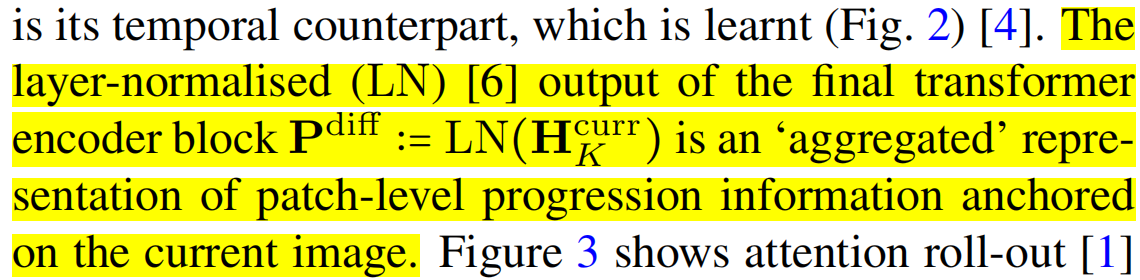 is its temporal counterpart, which is learnt (Fig. 2) [4]. The
layer-normalised (LN) [6] output of the final transformer
encoder block P^diff := LN(H_K^curr) is an ‘aggregated’ repre-
sentation of patch-level progression information anchored
on the current image. Figure 3 shows attention roll-out [1]